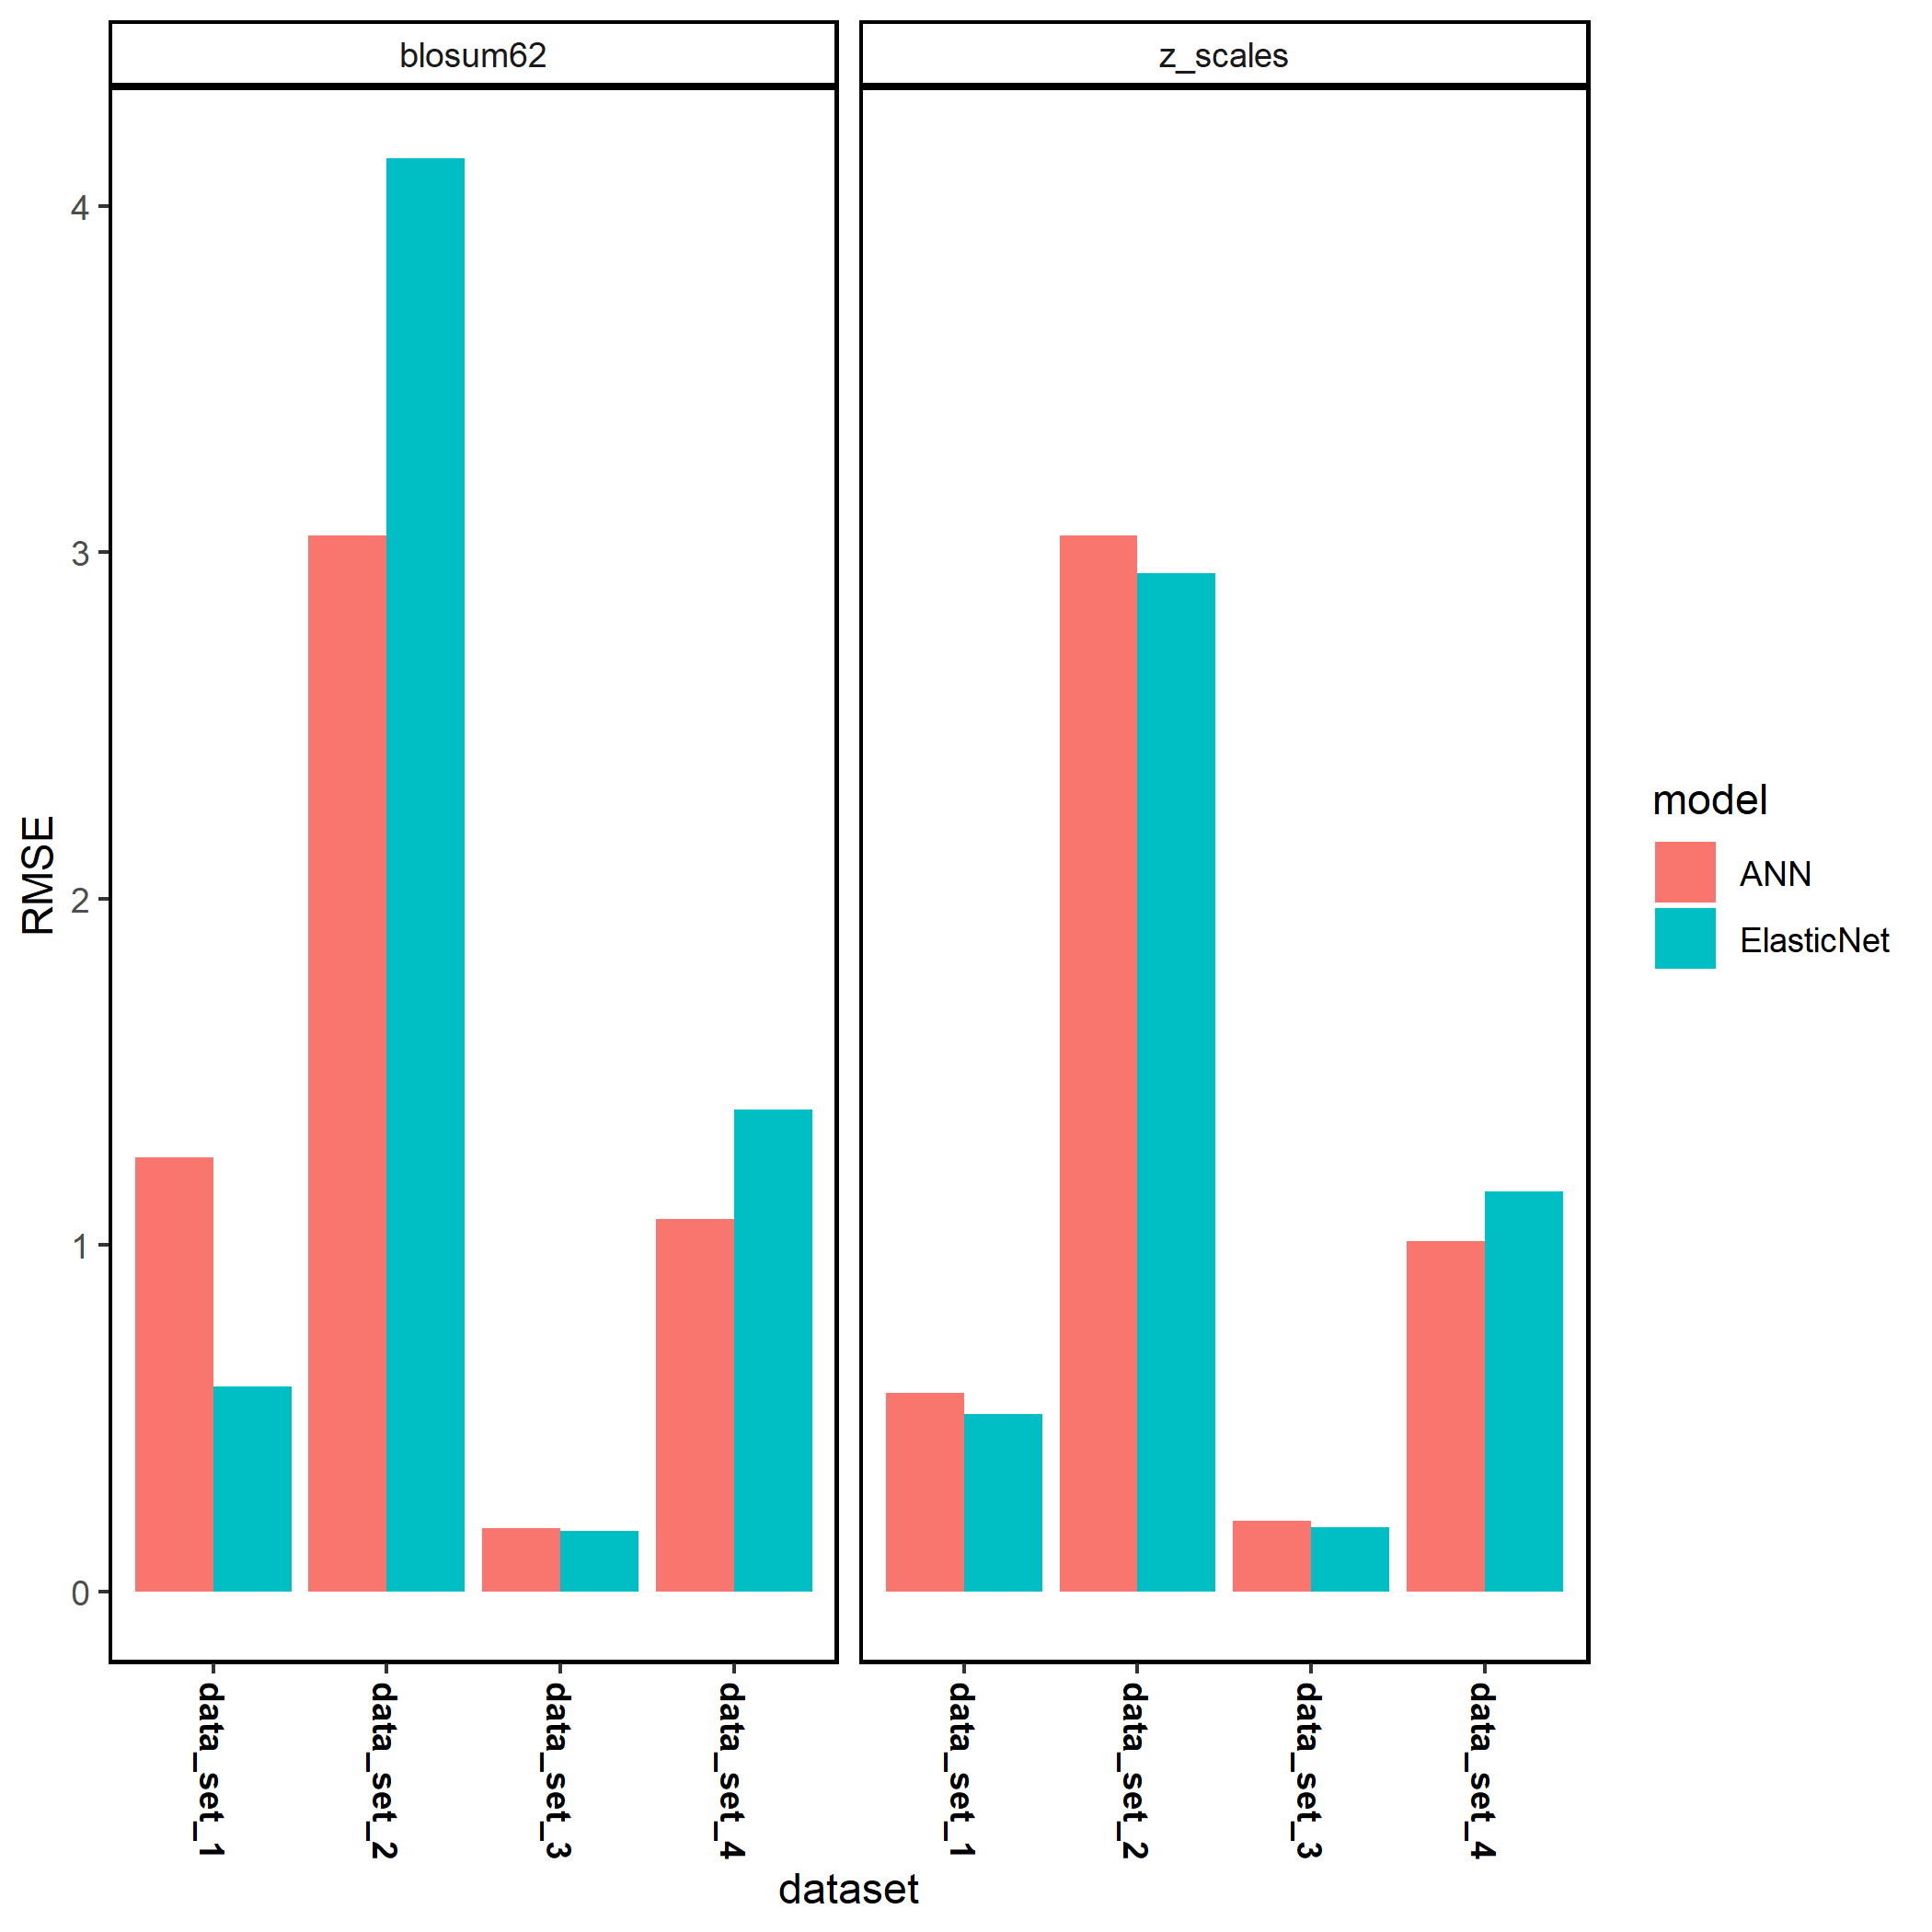 blosum62
z_scales
RMSE
4
3
2
1
0
data_set_1
data_set_2
data_set_3
data_set_4
data_set_1
data_set_2
data_set_3
data_set_4
dataset
model
ANN
ElasticNet